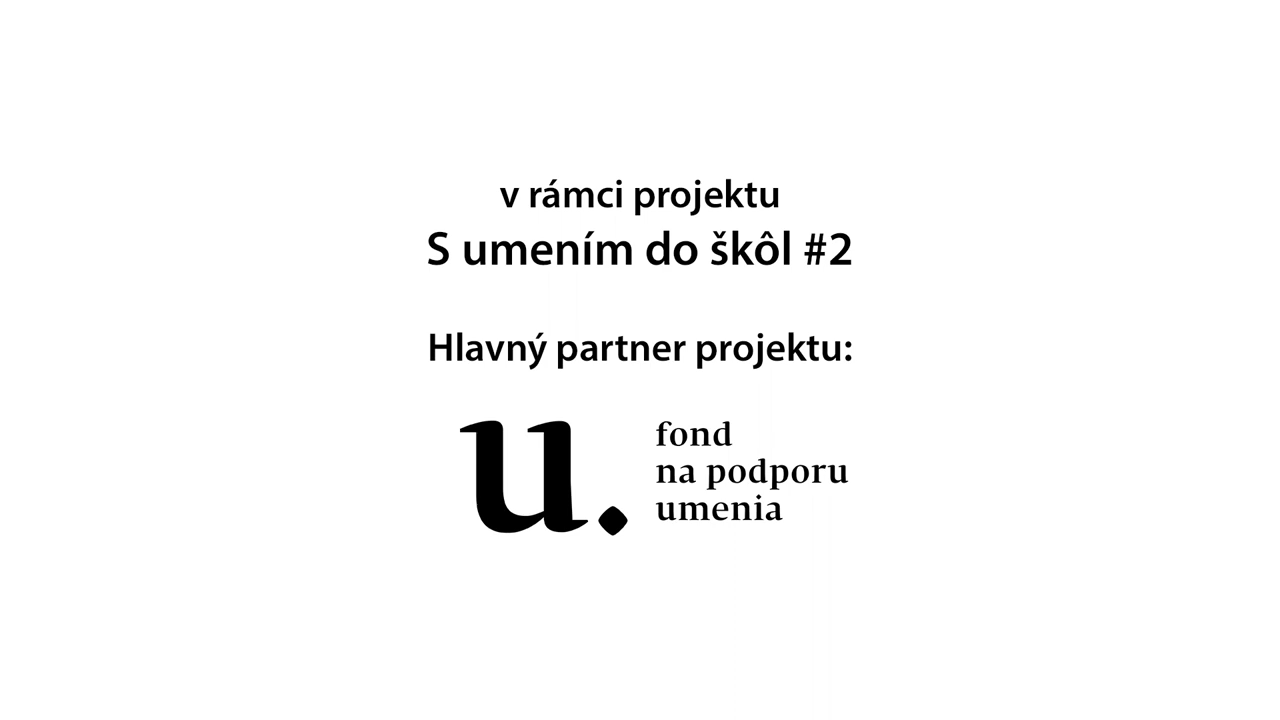 v rámci projektu
S umením do škôl #2
Hlavný partner projektu:
u.
fond
na podporu
umenia